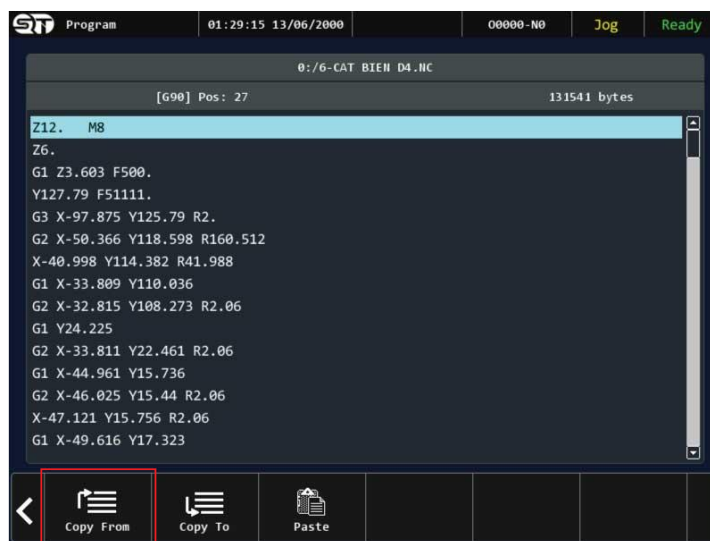 Program 01:29:15 13/06/2000 O0000-N0 Jog Ready
0:/6-CAT BIEN D4.NC
[G90] Pos: 27 131541 bytes
Z12. M8
Z6.
G1 Z3.603 F500.
Y127.79 F51111.
G3 X-97.875 Y125.79 R2.
G2 X-50.366 Y118.598 R160.512
X-40.998 Y114.382 R41.988
G1 X-33.809 Y110.036
G2 X-32.815 Y108.273 R2.06
G1 Y24.225
G2 X-33.811 Y22.461 R2.06
G1 X-44.961 Y15.736
G2 X-46.025 Y15.44 R2.06
X-47.121 Y15.756 R2.06
G1 X-49.616 Y17.323
Copy From Copy To Paste